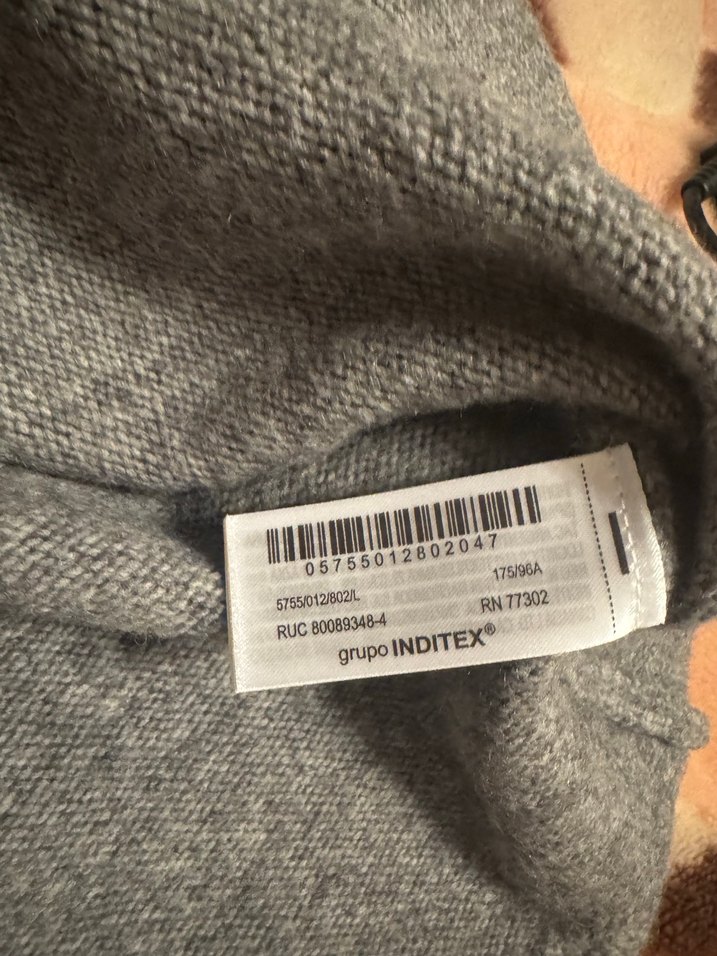 05755012802047
5755/012/802/L 175/96A
RUC 80089348-4 RN 77302
grupo INDITEX®